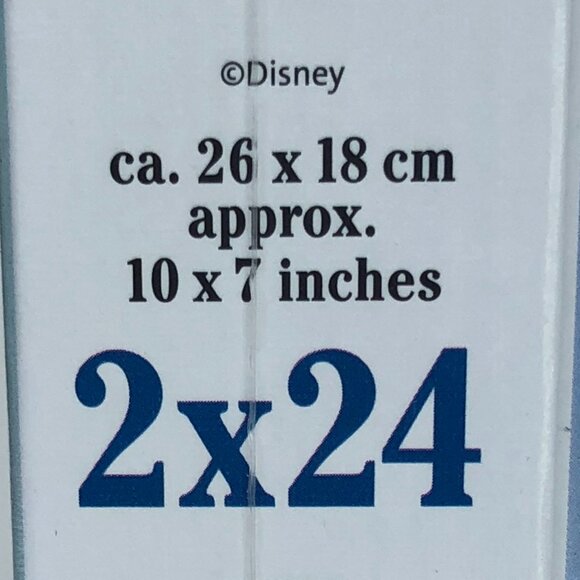 ©Disney
ca. 26 x 18 cm
approx.
10 x 7 inches
2x24